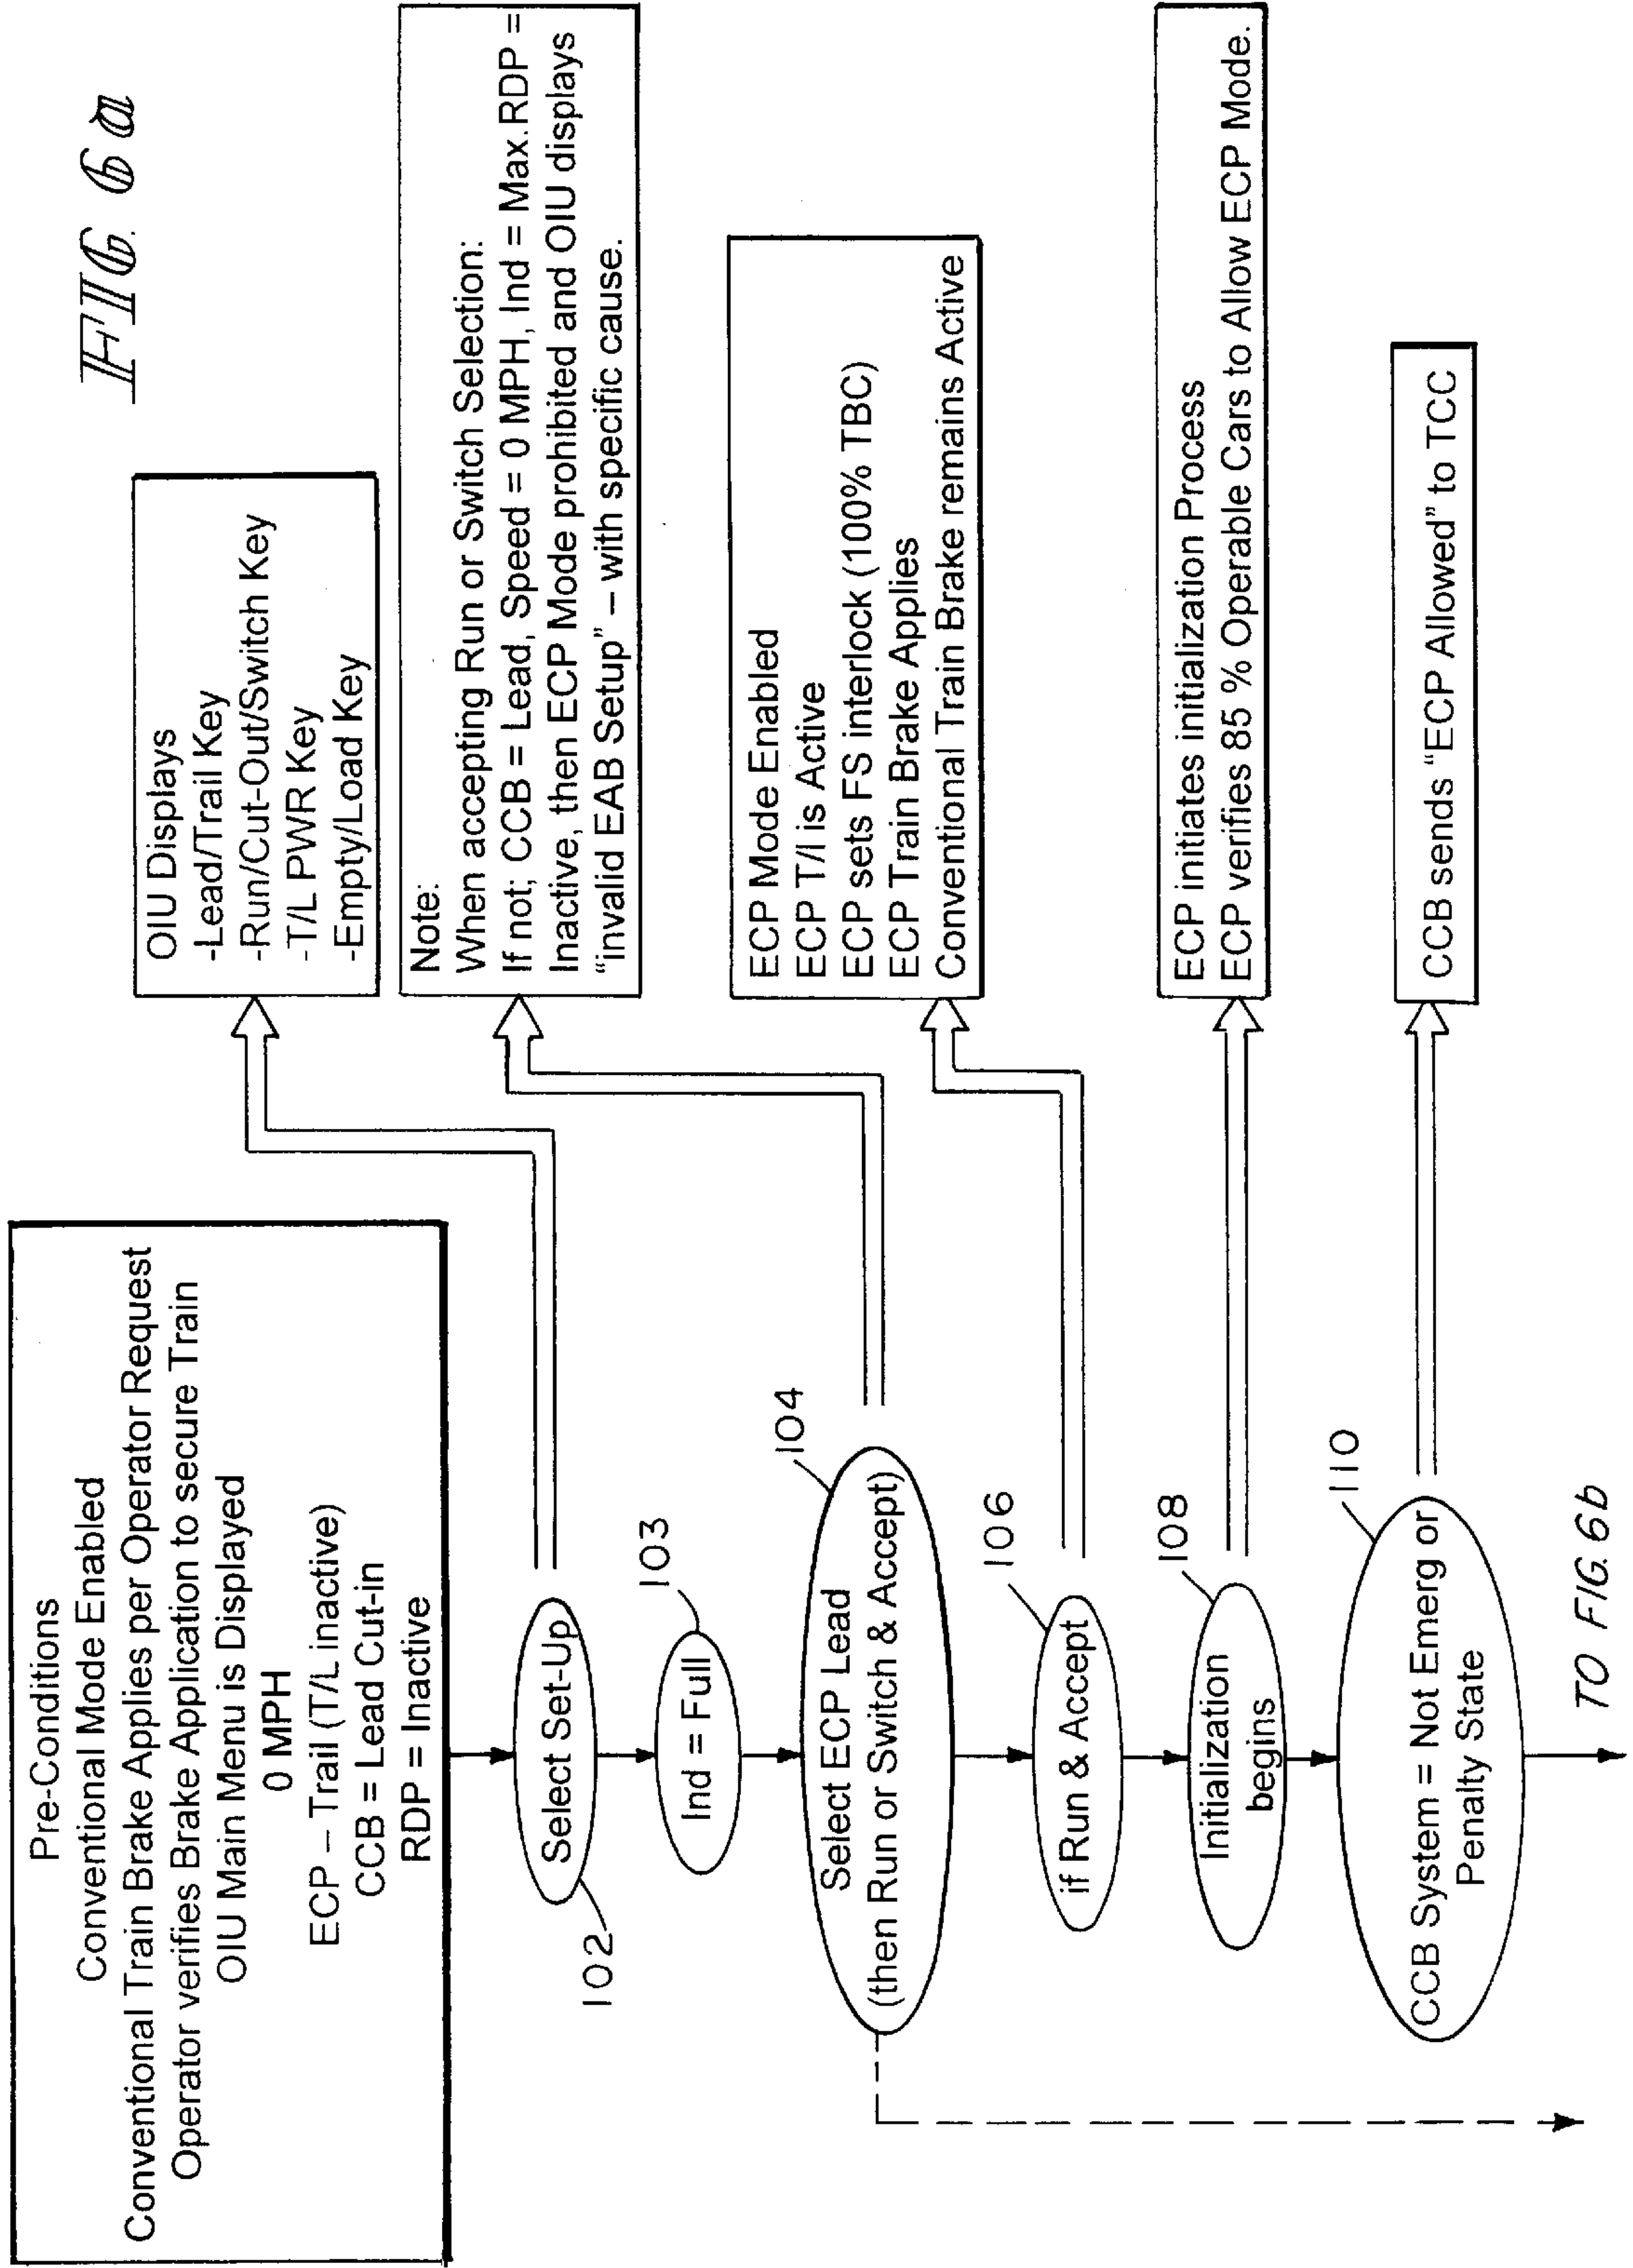 FIG. 6a
Pre-Conditions
Conventional Mode Enabled
Conventional Train Brake Applies per Operator Request
Operator verifies Brake Application to secure Train
OIU Main Menu is Displayed
0 MPH
ECP – Trail (T/L inactive)
CCB = Lead Cut-in
RDP = Inactive
Select Set-Up
102
OIU Displays
-Lead/Trail Key
-Run/Cut-Out/Switch Key
-T/L PWR Key
-Empty/Load Key
Ind = Full
103
Select ECP Lead
(then Run or Switch & Accept)
104
Note:
When accepting Run or Switch Selection:
If not; CCB = Lead, Speed = 0 MPH, Ind = Max.RDP =
Inactive, then ECP Mode prohibited and OIU displays
“invalid EAB Setup” – with specific cause.
if Run & Accept
106
ECP Mode Enabled
ECP T/l is Active
ECP sets FS interlock (100% TBC)
ECP Train Brake Applies
Conventional Train Brake remains Active
Initialization
begins
108
ECP initiates initialization Process
ECP verifies 85 % Operable Cars to Allow ECP Mode.
CCB System = Not Emerg or
Penalty State
110
CCB sends “ECP Allowed” to TCC
TO FIG. 6b